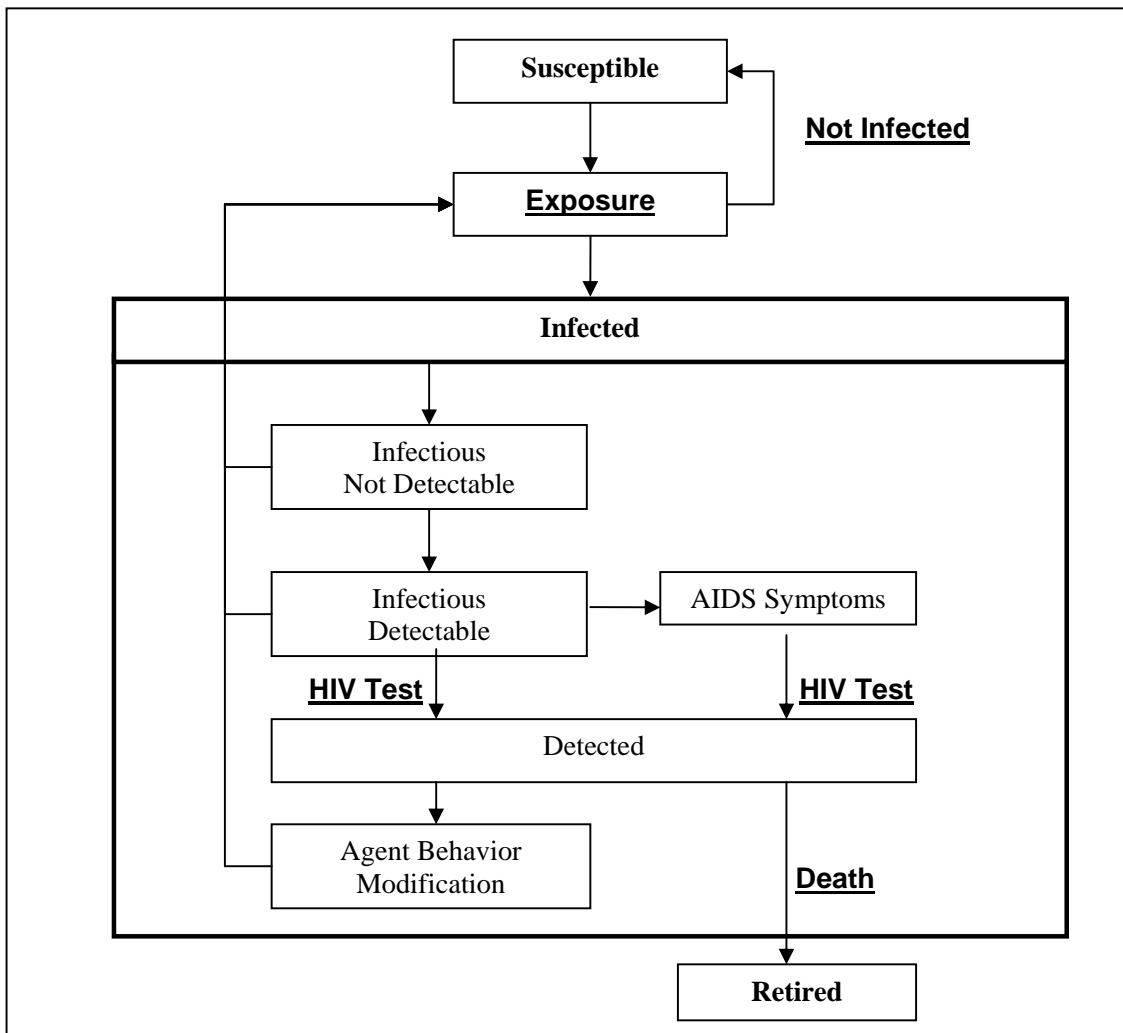 Susceptible
Not Infected
Exposure
Infected
Infectious
Not Detectable
Infectious
Detectable
AIDS Symptoms
HIV Test
HIV Test
Detected
Agent Behavior
Modification
Death
Retired